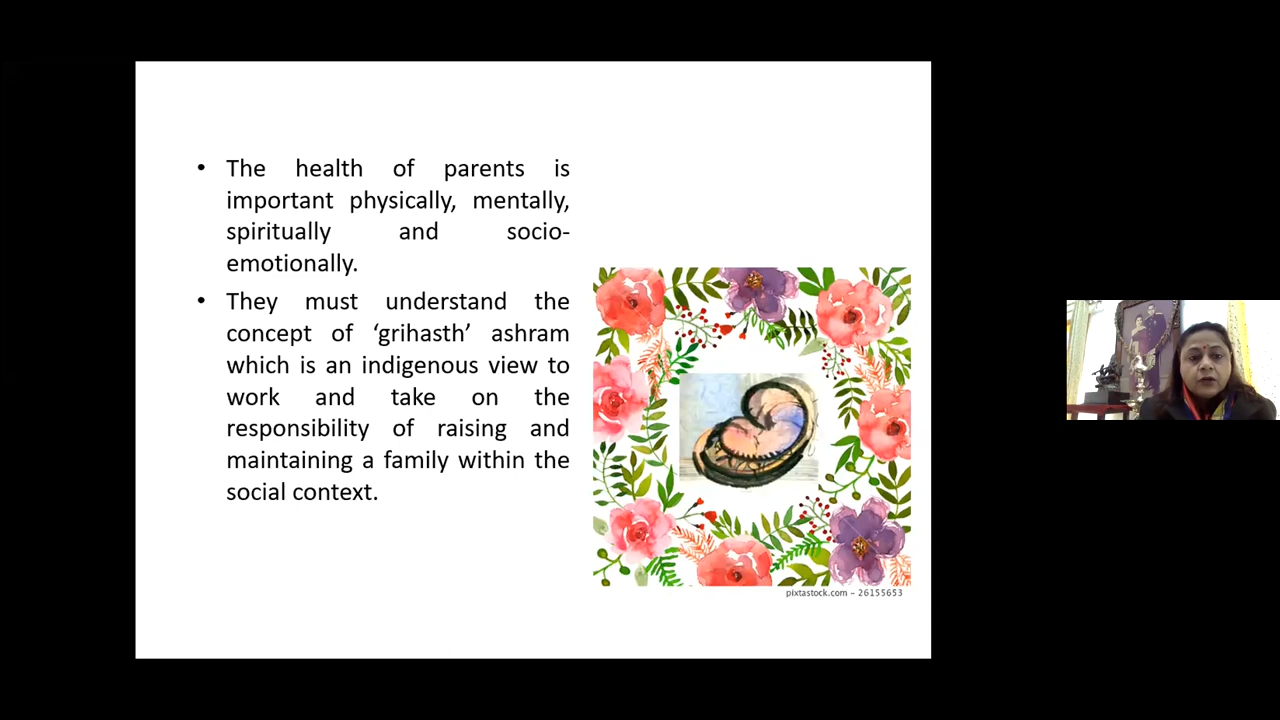 • The health of parents is
important physically, mentally,
spiritually and socio-
emotionally.
• They must understand the
concept of ‘grihasth’ ashram
which is an indigenous view to
work and take on the
responsibility of raising and
maintaining a family within the
social context.
pixtastock.com – 26155653